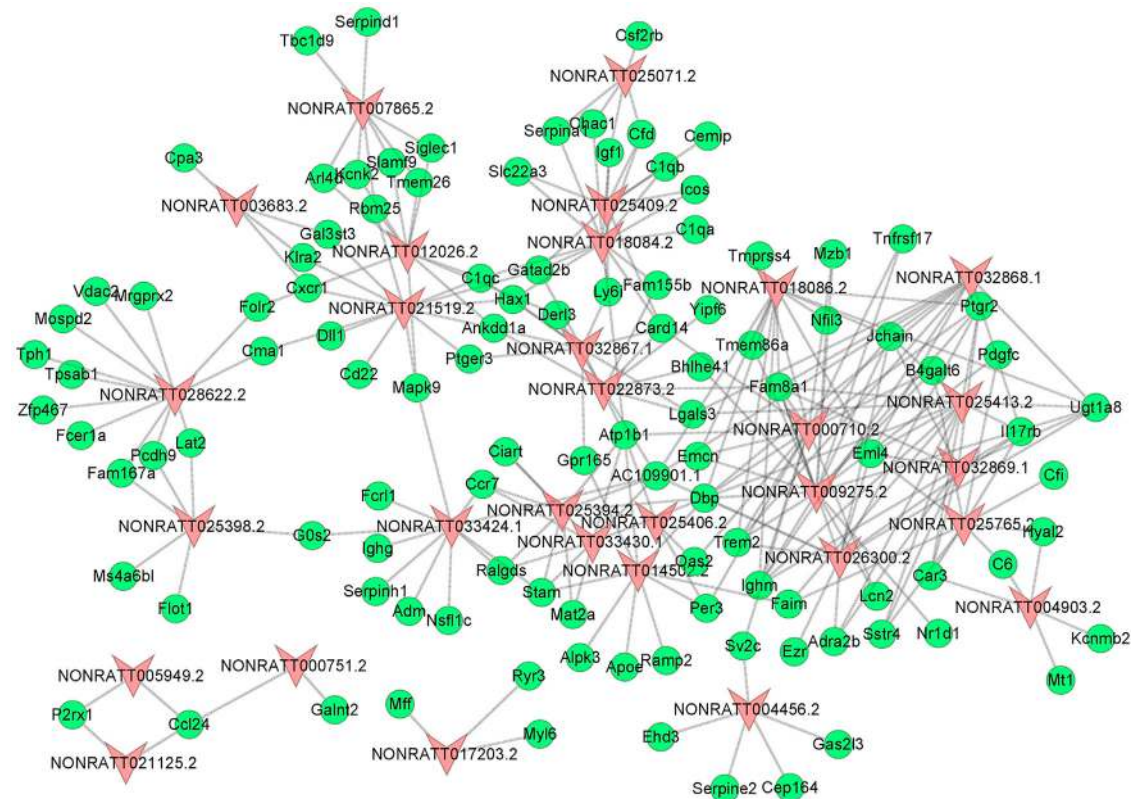 Serpind1
Tbc1d9
Csf2rb
NONRATT025071.2
NONRATT007865.2
Chac1
Serpina1
Cfd
Cemip
Siglec1
Igf1
Slamf9
Cpa3
C1qb
Slc22a3
Kcnk2
Arl4d
Tmem26
Icos
NONRATT003683.2
NONRATT025409.2
Rbm25
C1qa
Gal3st3
NONRATT018084.2
Tnfrsf17
Klra2
NONRATT012026.2
Mzb1
Tmprss4
Gatad2b
C1qc
NONRATT032868.1
Fam155b
Vdac2
Cxcr1
NONRATT018086.2
Mrgprx2
Hax1
Ly6i
Folr2
Yipf6
Ptgr2
NONRATT021519.2
Mospd2
Derl3
Nfil3
Ankdd1a
Card14
Dll1
Jchain
Tmem86a
NONRATT032867.1
Cma1
Tph1
Ptger3
Pdgfc
Bhlhe41
Tpsab1
Cd22
B4galt6
Mapk9
NONRATT022873.2
Fam8a1
NONRATT028622.2
NONRATT025413.2
Zfp467
Ugt1a8
Lgals3
Fcer1a
NONRATT000710.2
Il17rb
Atp1b1
Lat2
Pcdh9
Ciart
Emcn
Eml4
Gpr165
NONRATT032869.1
Fam167a
AC109901.1
Cfi
Ccr7
Fcrl1
Dbp
NONRATT009275.2
NONRATT025394.2
NONRATT025406.2
NONRATT025765.2
NONRATT025398.2
NONRATT033424.1
Hyal2
G0s2
Trem2
NONRATT033430.1
Ighg
Oas2
NONRATT026300.2
C6
Ralgds
NONRATT014502.2
Ms4a6bl
Car3
Serpinh1
Stam
Ighm
Lcn2
Faim
NONRATT004903.2
Flot1
Adm
Per3
Mat2a
Nsfl1c
Nr1d1
Kcnmb2
Sstr4
Adra2b
Sv2c
Ezr
Alpk3
NONRATT005949.2
NONRATT000751.2
Apoe
Ramp2
Ryr3
Mt1
Mff
Galnt2
P2rx1
NONRATT004456.2
Ccl24
Ehd3
Myl6
Gas2l3
NONRATT017203.2
NONRATT021125.2
Serpine2
Cep164